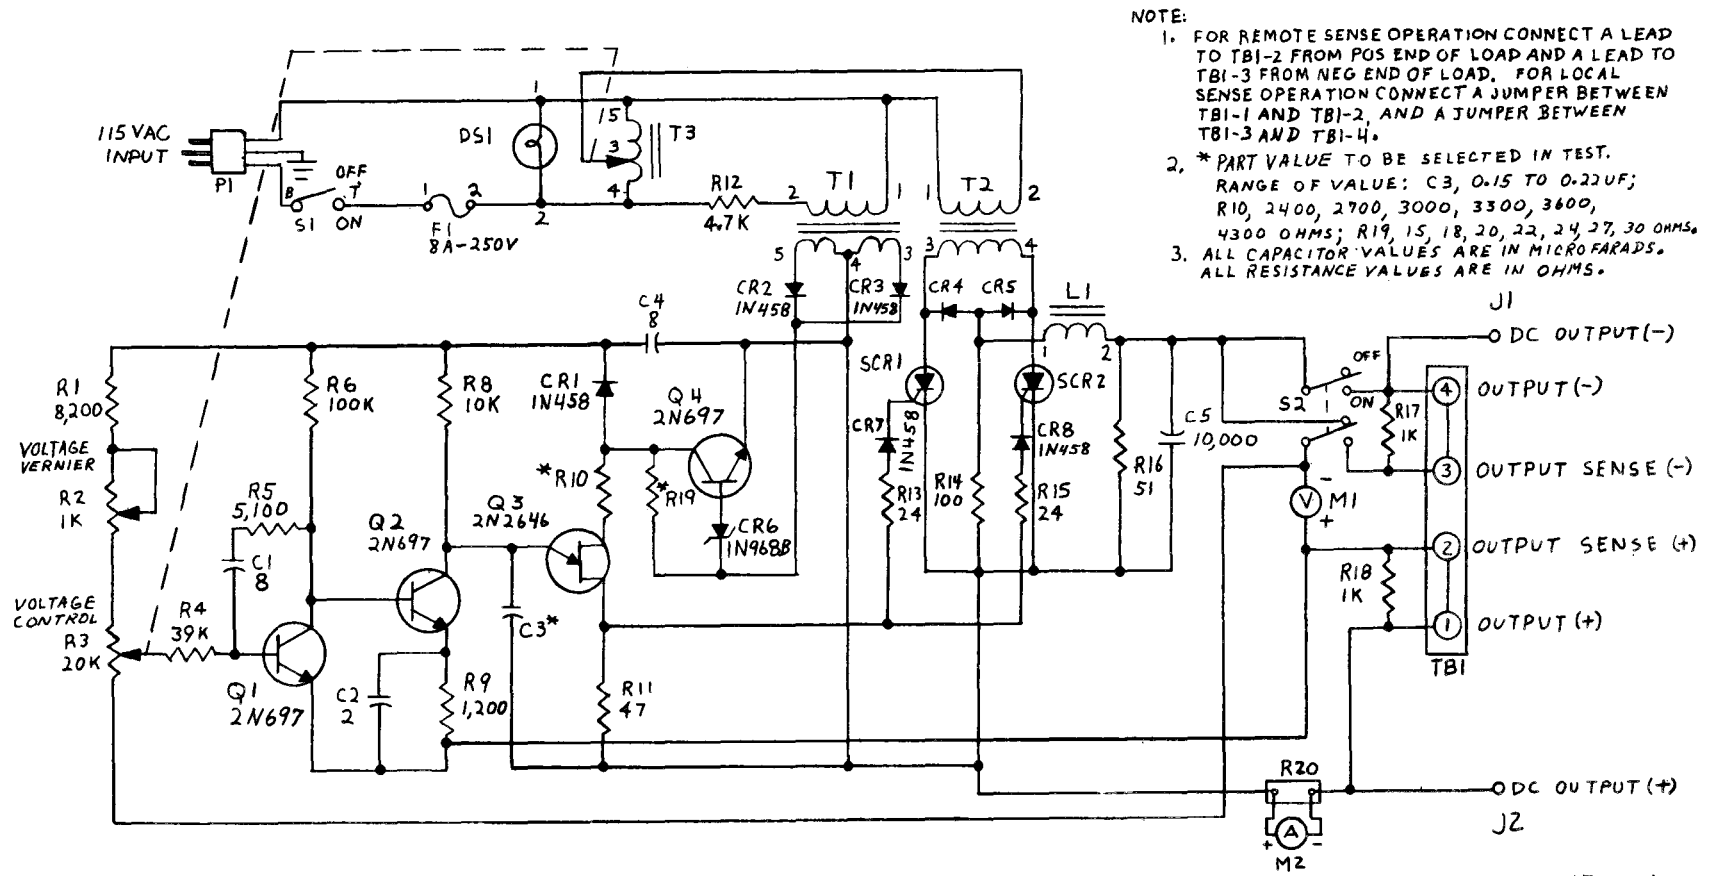 NOTE:
1. FOR REMOTE SENSE OPERATION CONNECT A LEAD
TO TB1-2 FROM POS END OF LOAD AND A LEAD TO
TB1-3 FROM NEG END OF LOAD. FOR LOCAL
SENSE OPERATION CONNECT A JUMPER BETWEEN
TB1-1 AND TB1-2, AND A JUMPER BETWEEN
TB1-3 AND TB1-4.
2, * PART VALUE TO BE SELECTED IN TEST.
RANGE OF VALUE: C3, 0.15 TO 0.22UF;
R10, 2400, 2700, 3000, 3300, 3600,
4300 OHMS; R19, 15, 18, 20, 22, 24, 27, 30 OHMS.
3. ALL CAPACITOR VALUES ARE IN MICROFARADS.
ALL RESISTANCE VALUES ARE IN OHMS.
115 VAC
INPUT
P1
B
OFF
T
S1
ON
1
2
F1
8A-250V
1
DS1
2
15
3
4
T3
R12
4.7K
2
T1
1
5
4
3
1
T2
2
3
4
CR2
1N458
CR3
1N458
CR4
CR5
L1
1
2
C4
8
R1
8,200
VOLTAGE
VERNIER
R2
1K
VOLTAGE
CONTROL
R3
20K
R4
39K
R5
5,100
C1
8
R6
100K
Q1
2N697
C2
2
R8
10K
Q2
2N697
R9
1,200
Q3
2N2646
C3*
CR1
1N458
*R10
R11
47
*R19
Q4
2N697
CR6
1N968B
SCR1
SCR2
CR7
1N458
R13
24
R14
100
CR8
1N458
R15
24
R16
51
C5
10,000
S2
OFF
ON
R17
1K
-
V
M1
+
R18
1K
J1
DC OUTPUT (-)
4
OUTPUT (-)
3
OUTPUT SENSE (-)
2
OUTPUT SENSE (+)
1
OUTPUT (+)
TB1
R20
+
A
-
M2
DC OUTPUT (+)
J2